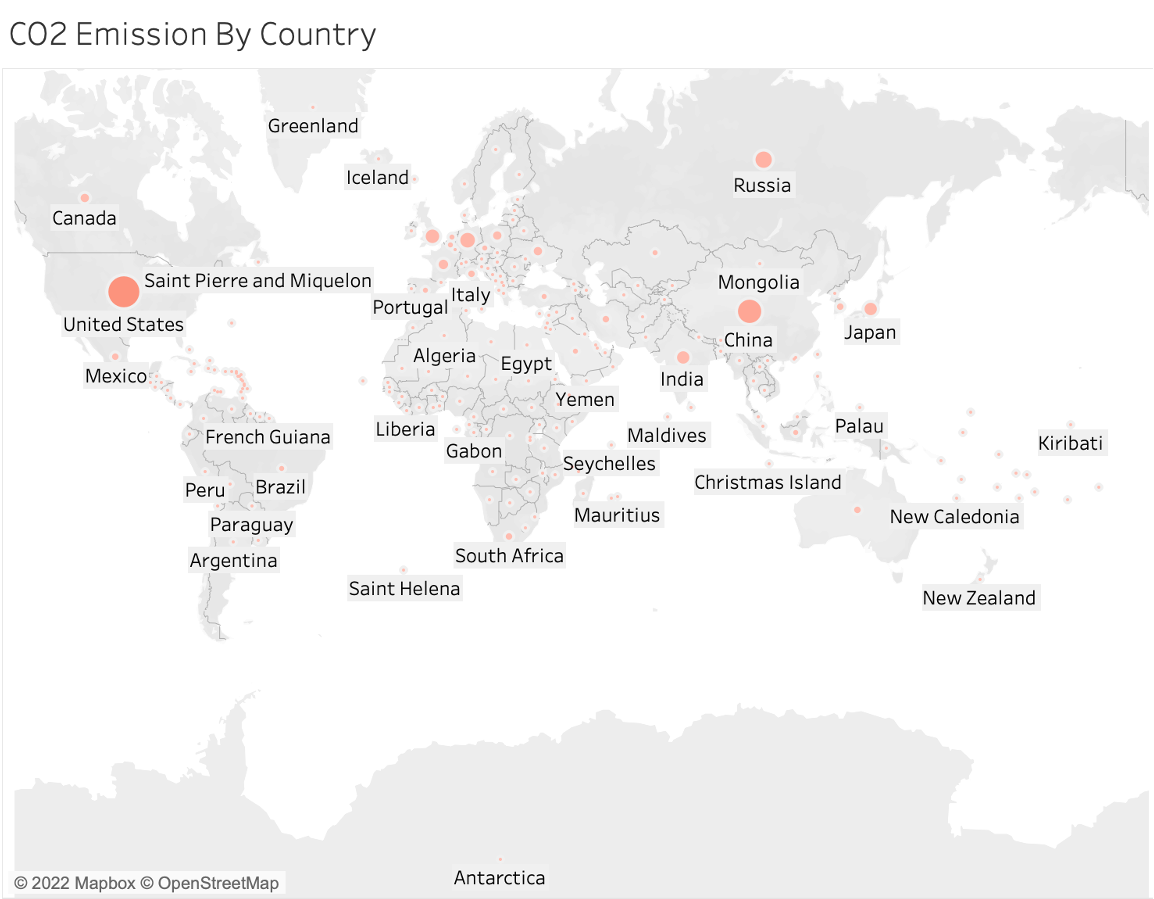 CO2 Emission By Country
Greenland
Iceland
Russia
Canada
Saint Pierre and Miquelon
Mongolia
Italy
Portugal
United States
Japan
China
Algeria
Egypt
Mexico
India
Yemen
Palau
Liberia
French Guiana
Maldives
Kiribati
Gabon
Seychelles
Christmas Island
Peru
Brazil
Mauritius
New Caledonia
Paraguay
South Africa
Argentina
Saint Helena
New Zealand
Antarctica
© 2022 Mapbox © OpenStreetMap